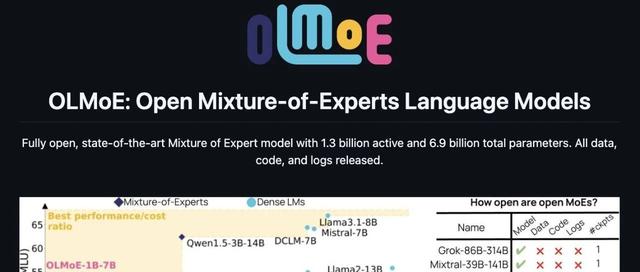 OLMoE
OLMoE: Open Mixture-of-Experts Language Models
Fully open, state-of-the-art Mixture of Expert model with 1.3 billion active and 6.9 billion total parameters. All data,
code, and logs released.
Mixture-of-Experts Dense LMs
Best performance/cost
ratio
65
60
55
MLU)
Llama3.1-8B
Mistral-7B
DCLM-7B
Qwen1.5-3B-14B
OLMoE-1B-7B
Llama2-13B
How open are open MoEs?
Name Model Data Code Logs #ckpts
Grok-86B-314B ✓ ✗ ✗ ✗ 1
Mixtral-39B-141B ✓ ✗ ✗ ✗ 1